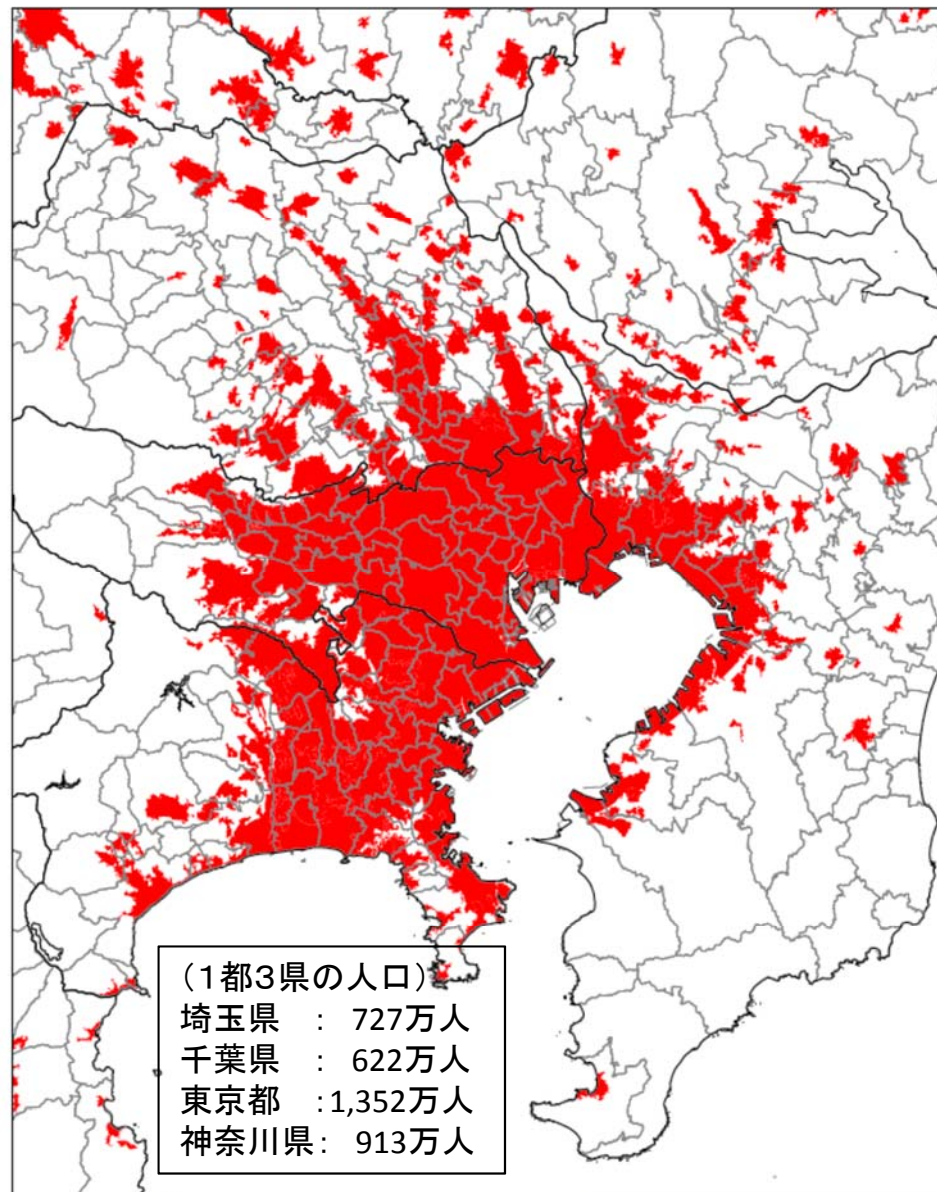 （１都３県の人口）
埼玉県　：　727万人
千葉県　：　622万人
東京都　：1,352万人
神奈川県：　913万人